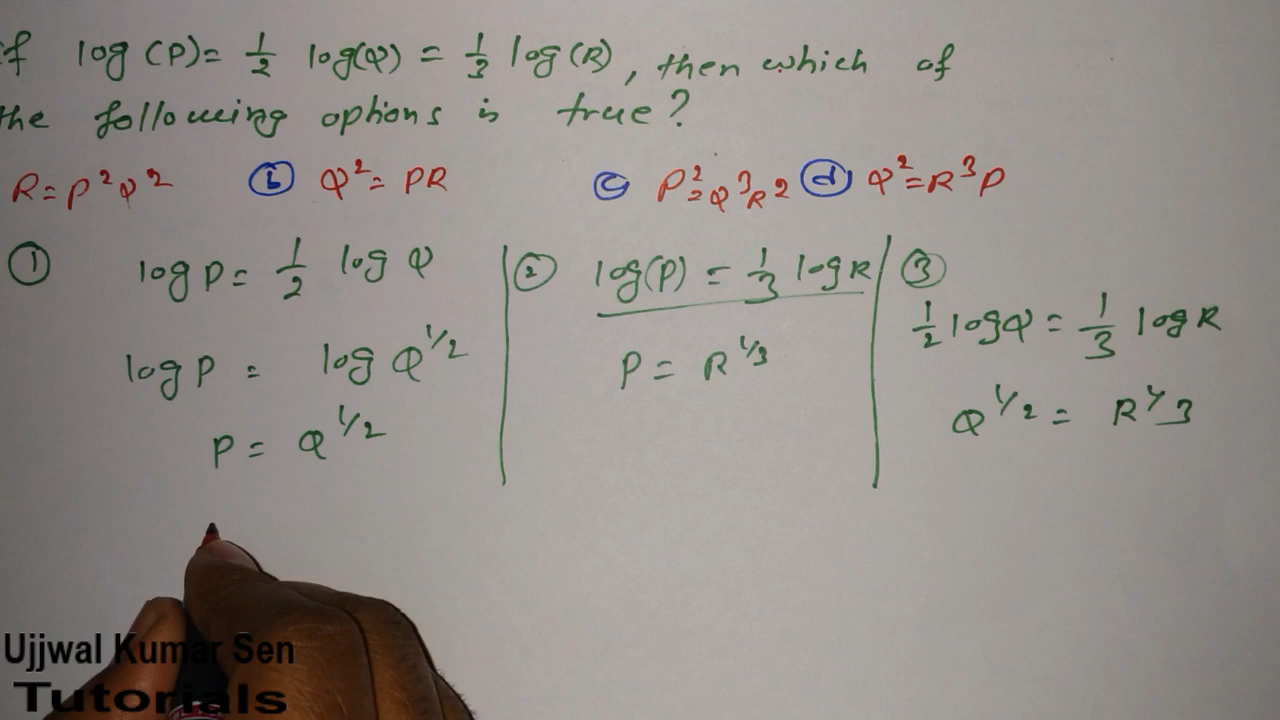 if log (P) = 1/2 log(Q) = 1/3 log (R), then which of
the following options is true?
R = P²Q² (b) Q² = PR (c) P² = Q³R² (d) Q² = R³P
① log P = 1/2 log Q
log P = log Q^1/2
P = Q^1/2
② log(P) = 1/3 log R
P = R^1/3
③
1/2 log Q = 1/3 log R
Q^1/2 = R^1/3
Ujjwal Kumar Sen
Tutorials